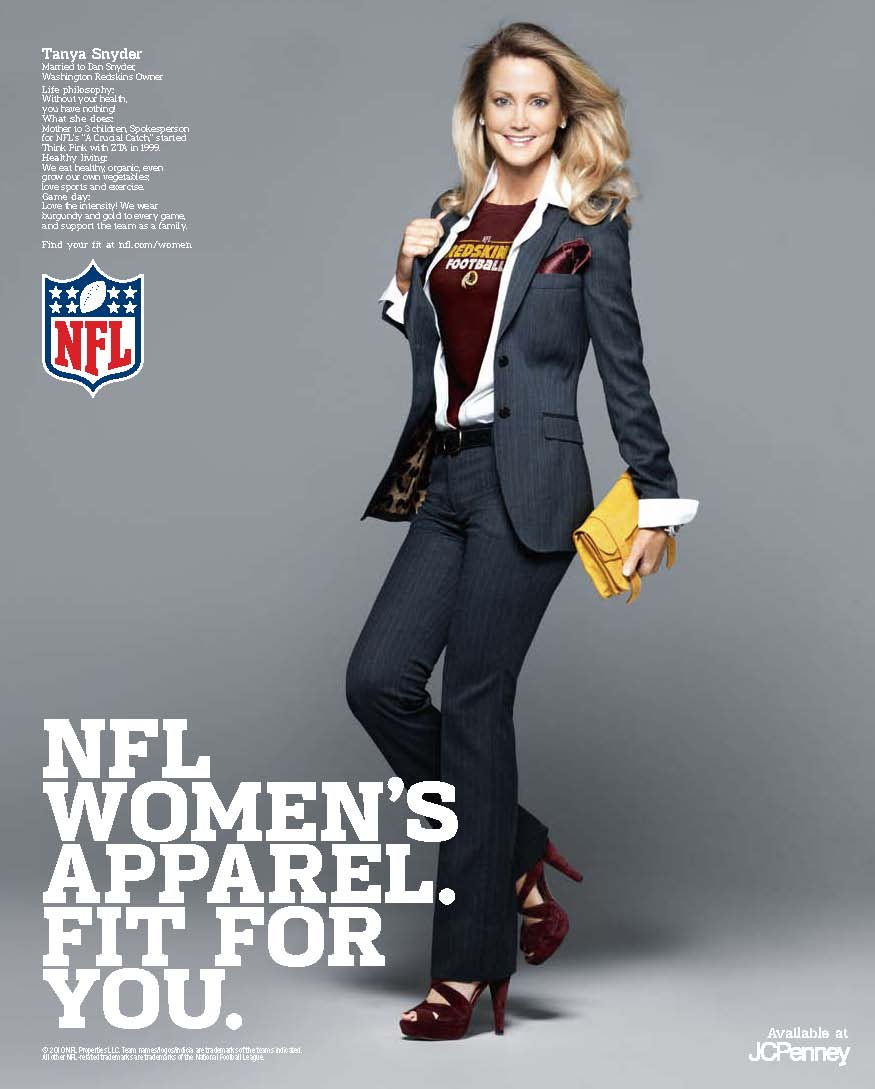 Tanya Snyder
Married to Dan Snyder,
Washington Redskins Owner
Life philosophy:
Without your health,
you have nothing!
What she does:
Mother to 3 children, Spokesperson
for NFL's "A Crucial Catch," started
Think Pink with ZTA in 1999.
Healthy living:
We eat healthy, organic, even
grow our own vegetables;
love sports and exercise.
Game day:
Love the intensity! We wear
burgundy and gold to every game,
and support the team as a family.
Find your fit at nfl.com/women
NFL
NFL
REDSKIN
FOOTBALL
NFL
WOMEN'S
APPAREL.
FIT FOR
YOU.
© 2010 NFL Properties LLC. Team names/logos/indicia are trademarks of the teams indicated.
All other NFL-related trademarks are trademarks of the National Football League.
Available at
JCPenney